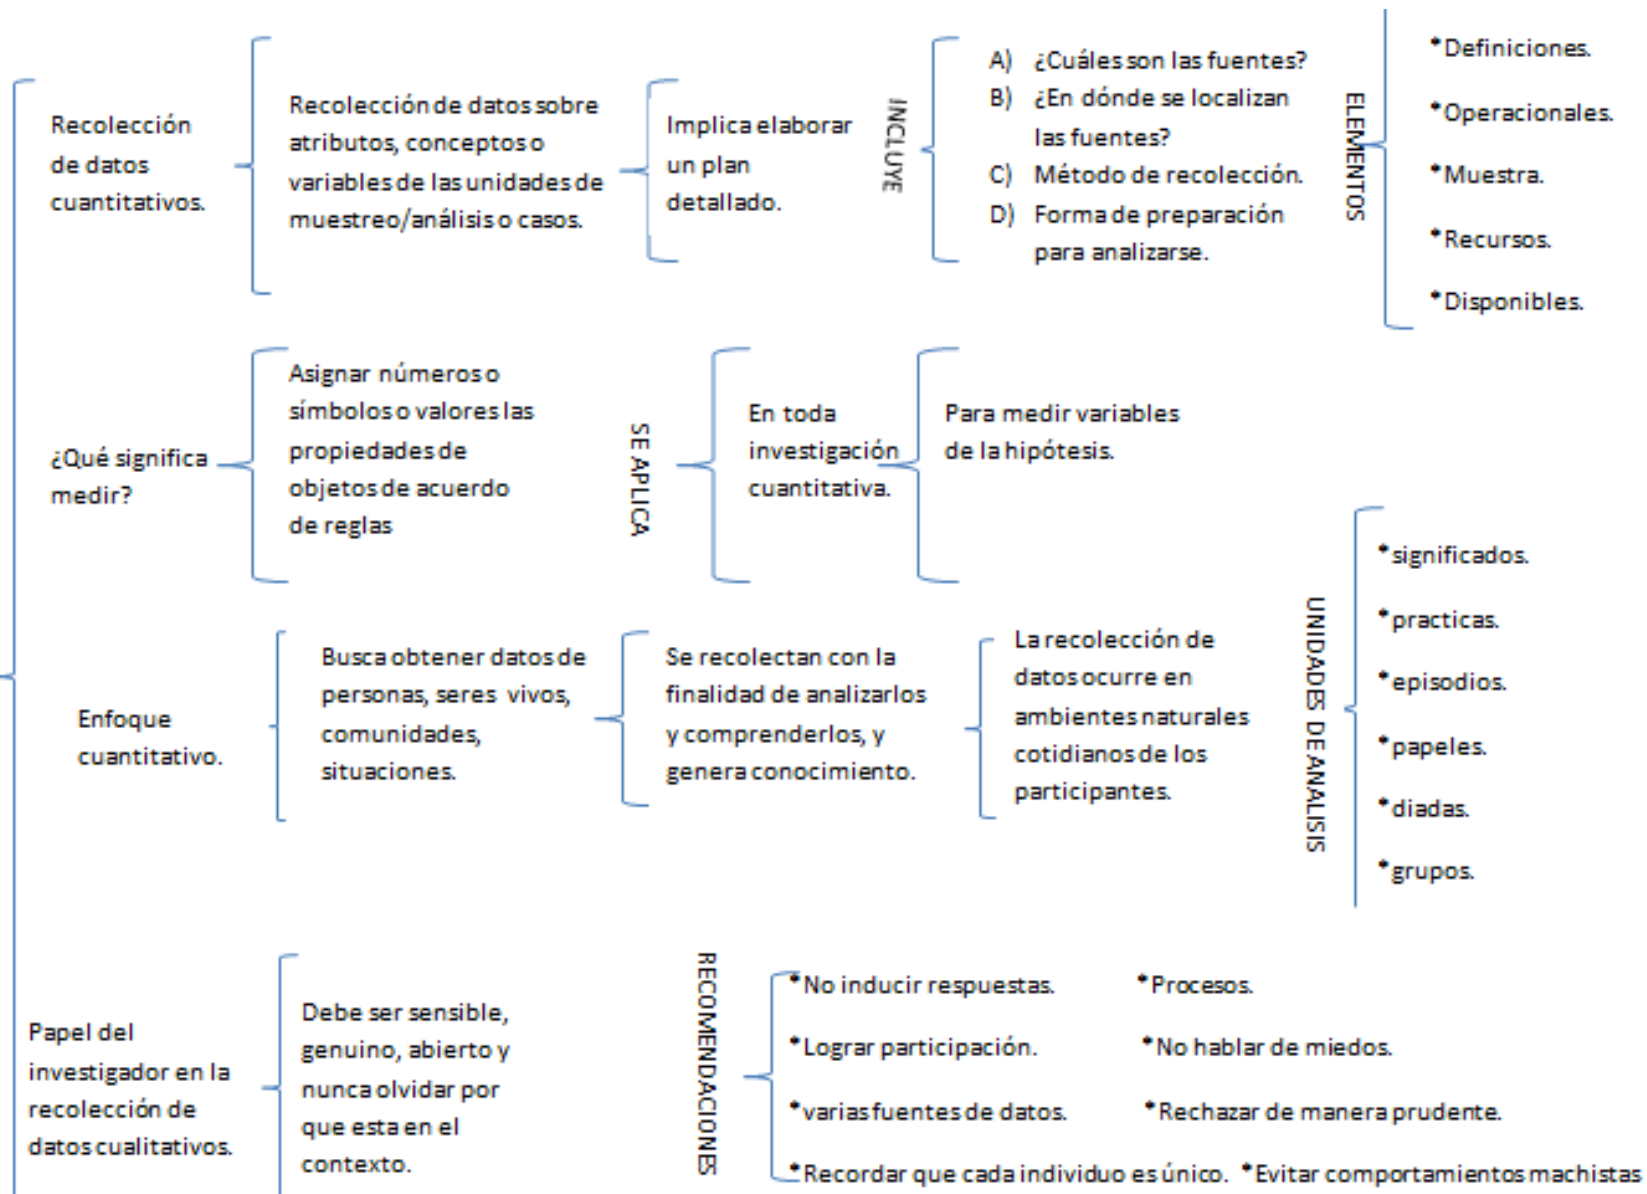 Recolección
de datos
cuantitativos.
Recolección de datos sobre
atributos, conceptos o
variables de las unidades de
muestreo/análisis o casos.
Implica elaborar
un plan
detallado.
INCLUYE
A) ¿Cuáles son las fuentes?
B) ¿En dónde se localizan
las fuentes?
C) Método de recolección.
D) Forma de preparación
para analizarse.
ELEMENTOS
*Definiciones.
*Operacionales.
*Muestra.
*Recursos.
*Disponibles.
¿Qué significa
medir?
Asignar números o
símbolos o valores las
propiedades de
objetos de acuerdo
de reglas
SE APLICA
En toda
investigación
cuantitativa.
Para medir variables
de la hipótesis.
Enfoque
cuantitativo.
Busca obtener datos de
personas, seres vivos,
comunidades,
situaciones.
Se recolectan con la
finalidad de analizarlos
y comprenderlos, y
genera conocimiento.
La recolección de
datos ocurre en
ambientes naturales
cotidianos de los
participantes.
UNIDADES DE ANALISIS
*significados.
*practicas.
*episodios.
*papeles.
*diadas.
*grupos.
Papel del
investigador en la
recolección de
datos cualitativos.
Debe ser sensible,
genuino, abierto y
nunca olvidar por
que esta en el
contexto.
RECOMENDACIONES
*No inducir respuestas. *Procesos.
*Lograr participación. *No hablar de miedos.
*varias fuentes de datos. *Rechazar de manera prudente.
*Recordar que cada individuo es único. *Evitar comportamientos machistas